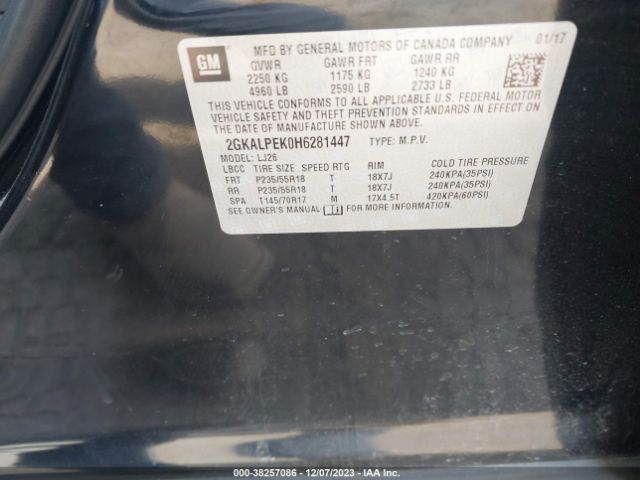 GM MFD BY GENERAL MOTORS OF CANADA COMPANY 01/17
GVWR GAWR FRT GAWR RR
2250 KG 1175 KG 1240 KG
4960 LB 2590 LB 2733 LB
THIS VEHICLE CONFORMS TO ALL APPLICABLE U.S. FEDERAL MOTOR
VEHICLE SAFETY AND THEFT PREVENTION STANDARDS IN EFFECT ON
THE DATE OF MANUFACTURE SHOWN ABOVE.
2GKALPEK0H6281447 TYPE: M.P.V.
MODEL: LJ26
LBCC TIRE SIZE SPEED RTG RIM COLD TIRE PRESSURE
FRT P235/55R18 T 18X7J 240KPA(35PSI)
RR P235/55R18 T 18X7J 240KPA(35PSI)
SPA T145/70R17 M 17X4.5T 420KPA(60PSI)
SEE OWNER'S MANUAL FOR MORE INFORMATION.
© 38257086 - 12/07/2023 - IAA Inc.